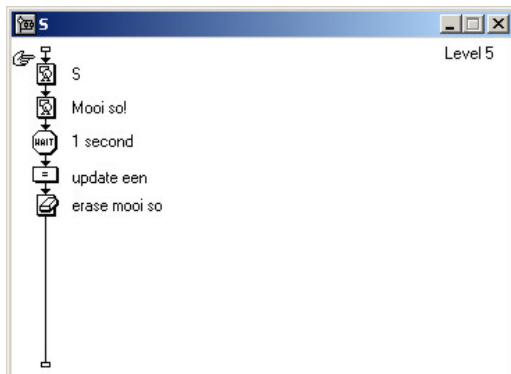 S
Level 5
S
Mooi so!
WAIT 1 second
= update een
erase mooi so